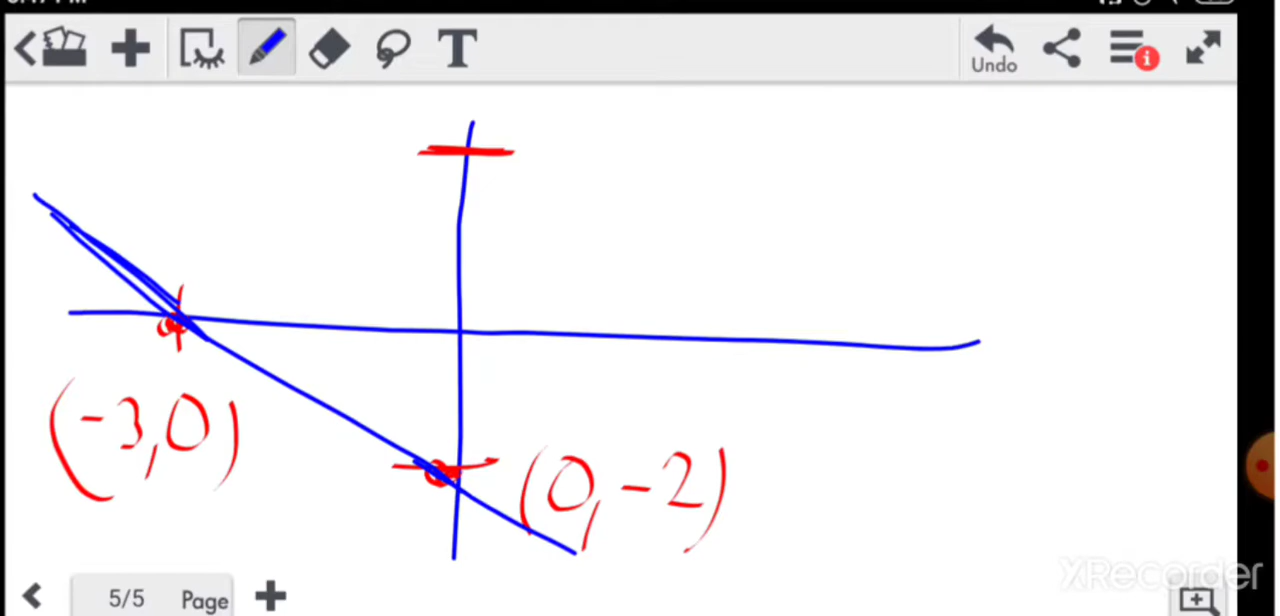 T
Undo
i
(-3,0)
(0,-2)
5/5 Page
XRecorder